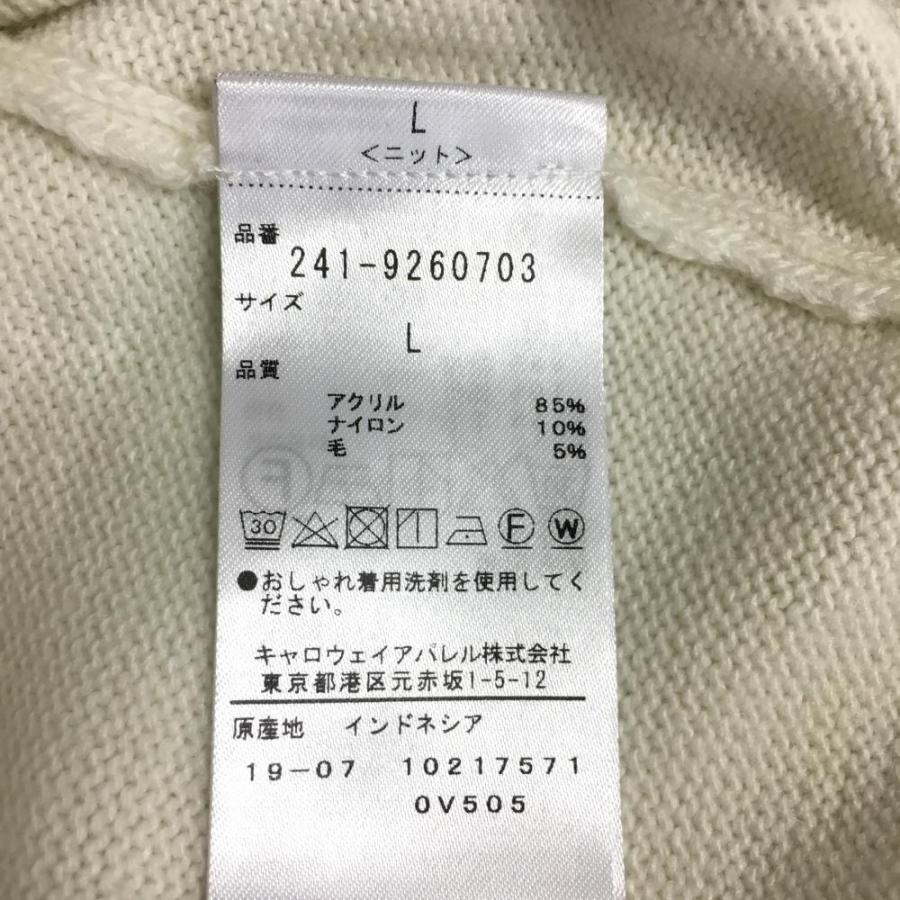 L
<ニット>
品番
241-9260703
サイズ
L
品質
アクリル 85%
ナイロン 10%
毛 5%
30 F W
●おしゃれ着用洗剤を使用してく
ださい。
キャロウェイアパレル株式会社
東京都港区元赤坂1-5-12
原産地 インドネシア
19-07 10217571
0V505